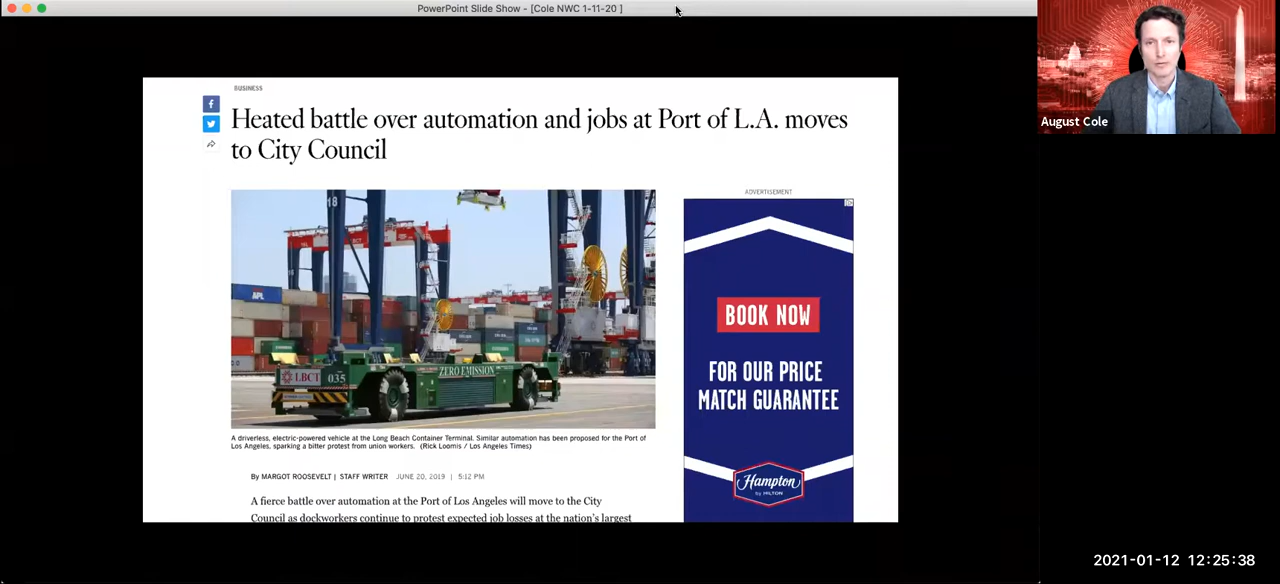 PowerPoint Slide Show - [Cole NWC 1-11-20 ]
BUSINESS
Heated battle over automation and jobs at Port of L.A. moves
to City Council
ADVERTISEMENT
18
APL
LBCT
LBCT
035
ZERO EMISSION
BOOK NOW
FOR OUR PRICE
MATCH GUARANTEE
Hampton
by HILTON
A driverless, electric-powered vehicle at the Long Beach Container Terminal. Similar automation has been proposed for the Port of
Los Angeles, sparking a bitter protest from union workers. (Rick Loomis / Los Angeles Times)
By MARGOT ROOSEVELT | STAFF WRITER JUNE 20, 2019 | 5:12 PM
A fierce battle over automation at the Port of Los Angeles will move to the City
Council as dockworkers continue to protest expected job losses at the nation's largest
August Cole
2021-01-12 12:25:38